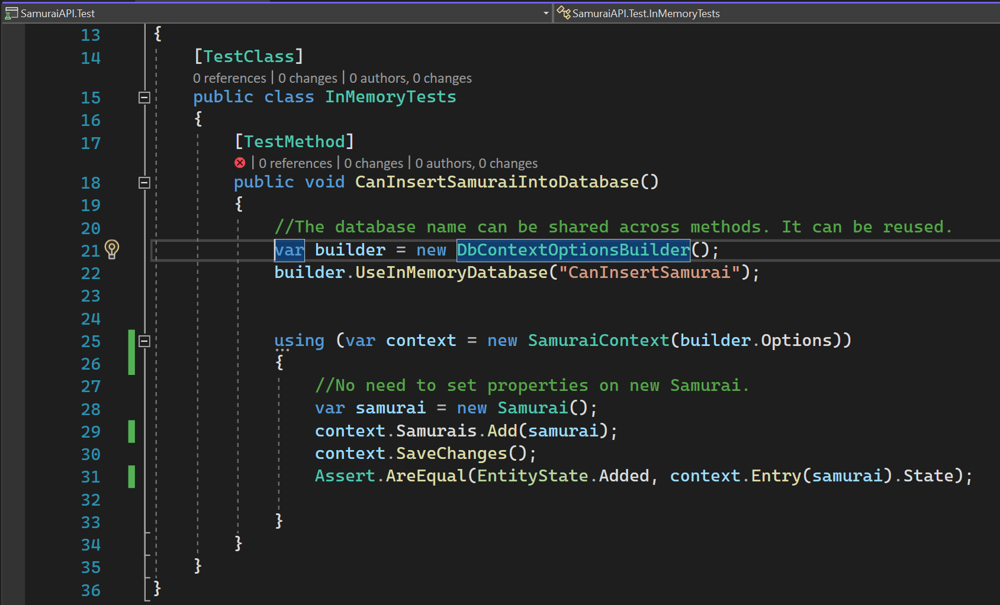 SamuraiAPI.Test
SamuraiAPI.Test.InMemoryTests
13 {
14 [TestClass]
0 references | 0 changes | 0 authors, 0 changes
15 public class InMemoryTests
16 {
17 [TestMethod]
| 0 references | 0 changes | 0 authors, 0 changes
18 public void CanInsertSamuraiIntoDatabase()
19 {
20 //The database name can be shared across methods. It can be reused.
21 var builder = new DbContextOptionsBuilder();
22 builder.UseInMemoryDatabase("CanInsertSamurai");
23
24
25 using (var context = new SamuraiContext(builder.Options))
26 {
27 //No need to set properties on new Samurai.
28 var samurai = new Samurai();
29 context.Samurais.Add(samurai);
30 context.SaveChanges();
31 Assert.AreEqual(EntityState.Added, context.Entry(samurai).State);
32
33 }
34 }
35 }
36 }